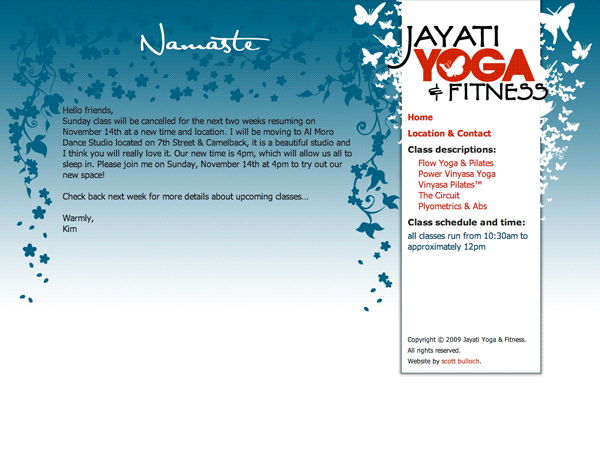 Namaste
Hello friends,
Sunday class will be cancelled for the next two weeks resuming on
November 14th at a new time and location. I will be moving to Al Moro
Dance Studio located on 7th Street & Camelback, it is a beautiful studio and
I think you will really love it. Our new time is 4pm, which will allow us all to
sleep in. Please join me on Sunday, November 14th at 4pm to try out our
new space!
Check back next week for more details about upcoming classes...
Warmly,
Kim
JAYATI
YOGA
& FITNESS
Home
Location & Contact
Class descriptions:
Flow Yoga & Pilates
Power Vinyasa Yoga
Vinyasa Pilates™
The Circuit
Plyometrics & Abs
Class schedule and time:
all classes run from 10:30am to
approximately 12pm
Copyright © 2009 Jayati Yoga & Fitness.
All rights reserved.
Website by scott bulloch.